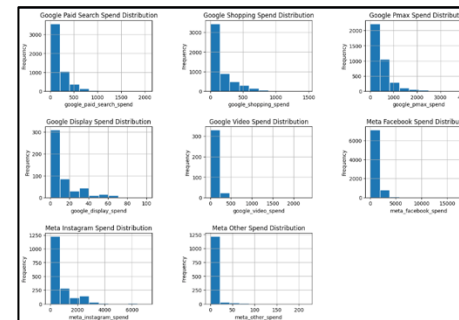 Google Paid Search Spend Distribution
Frequency
3000
2000
1000
0
0 500 1000 1500 2000
google_paid_search_spend
Google Shopping Spend Distribution
Frequency
3000
2000
1000
0
0 500 1000 1500
google_shopping_spend
Google Pmax Spend Distribut
Frequency
2000
1500
1000
500
0
0 1000 2000 3000
google_pmax_spend
Google Display Spend Distribution
Frequency
300
200
100
0
0 20 40 60 80 100
google_display_spend
Google Video Spend Distribution
Frequency
300
200
100
0
0 500 1000 1500 2000
google_video_spend
Meta Facebook Spend Distribut
Frequency
6000
4000
2000
0
0 5000 10000 15000
meta_facebook_spend
Meta Instagram Spend Distribution
Frequency
1250
1000
750
500
250
0
0 2000 4000 6000
meta_instagram_spend
Meta Other Spend Distribution
Frequency
1250
1000
750
500
250
0
0 50 100 150 200
meta_other_spend